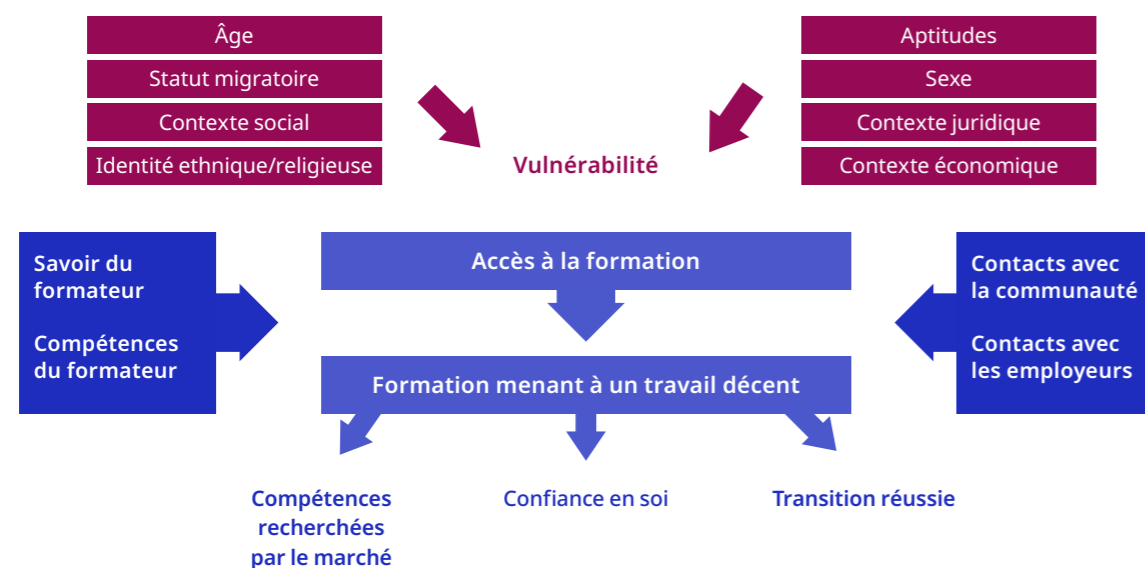 Âge
Statut migratoire
Contexte social
Identité ethnique/religieuse
Aptitudes
Sexe
Contexte juridique
Contexte économique
Vulnérabilité
Savoir du
formateur
Compétences
du formateur
Accès à la formation
Formation menant à un travail décent
Contacts avec
la communauté
Contacts avec
les employeurs
Compétences
recherchées
par le marché
Confiance en soi
Transition réussie